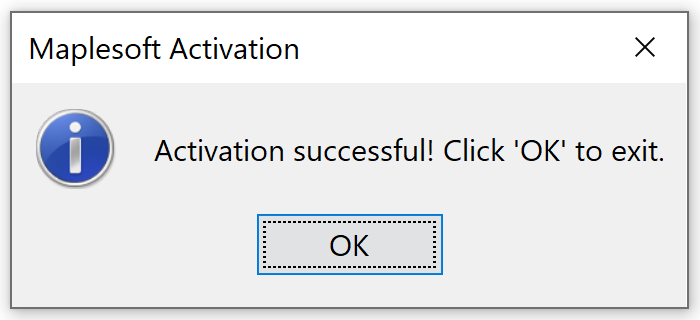 Maplesoft Activation
Activation successful! Click 'OK' to exit.
OK